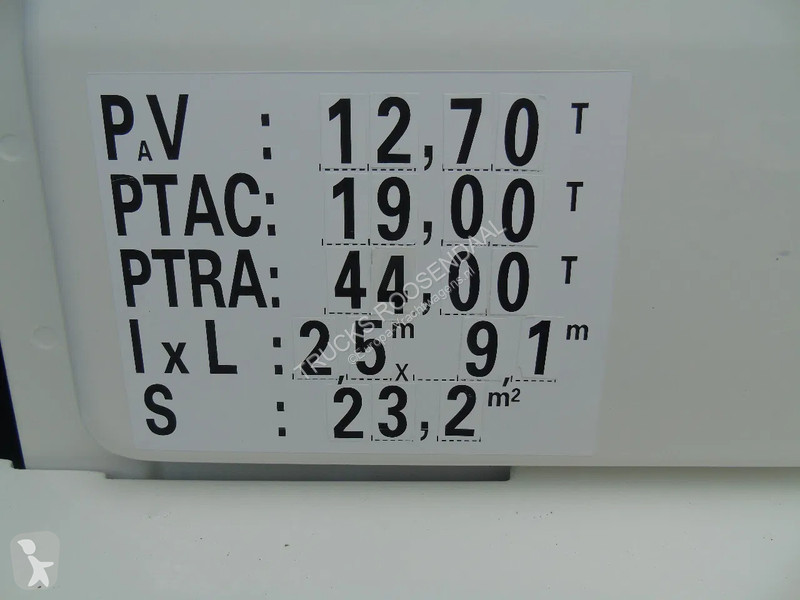 PAV : 12,70 T
PTAC: 19,00 T
PTRA: 44,00 T
I x L : 2,5 m x 9,1 m
S : 23,2 m²
TRUCKS ROOSENDAAL